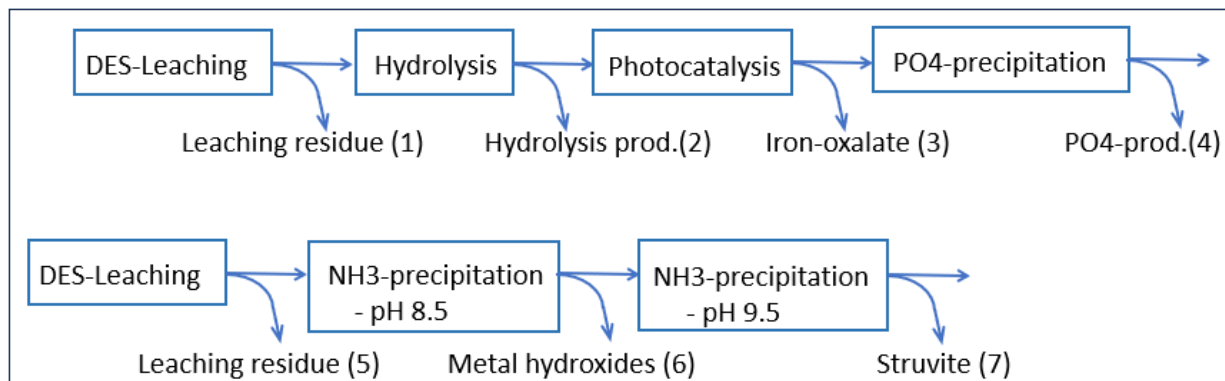 DES-Leaching Hydrolysis Photocatalysis PO4-precipitation
Leaching residue (1) Hydrolysis prod.(2) Iron-oxalate (3) PO4-prod.(4)
DES-Leaching NH3-precipitation NH3-precipitation
- pH 8.5 - pH 9.5
Leaching residue (5) Metal hydroxides (6) Struvite (7)